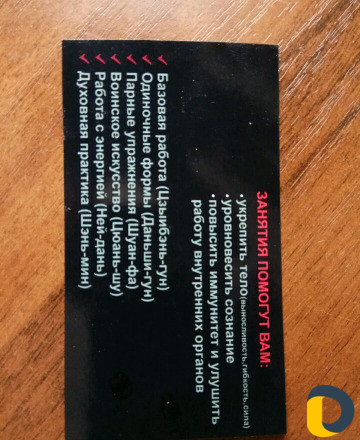 ЗАНЯТИЯ ПОМОГУТ ВАМ:
•укрепить тело(выносливость,гибкость,сила)
•уровновесить сознание
•повысить иммунитет и улучшить
работу внутренних органов
✓ Базовая работа (Цзыибэнь-гун)
✓ Одиночные формы (Даньши-гун)
✓ Парные упражнения (Шуан-фа)
✓ Воинское искусство (Цюань-шу)
✓ Работа с энергией (Ней-дань)
✓ Духовная практика (Шэнь-мин)